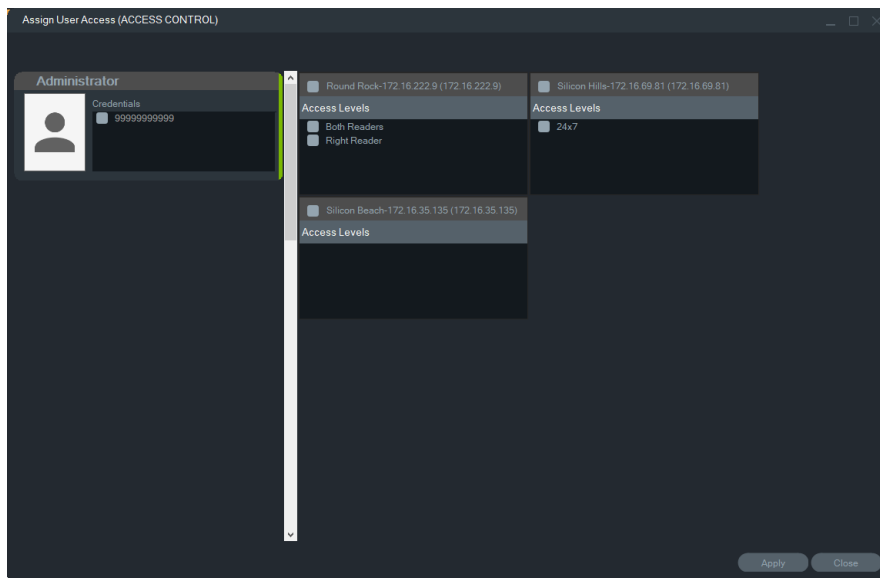 Assign User Access (ACCESS CONTROL)
Administrator
Credentials
99999999999
Round Rock-172.16.222.9 (172.16.222.9)
Access Levels
Both Readers
Right Reader
Silicon Hills-172.16.69.81 (172.16.69.81)
Access Levels
24x7
Silicon Beach-172.16.35.135 (172.16.35.135)
Access Levels
Apply
Close